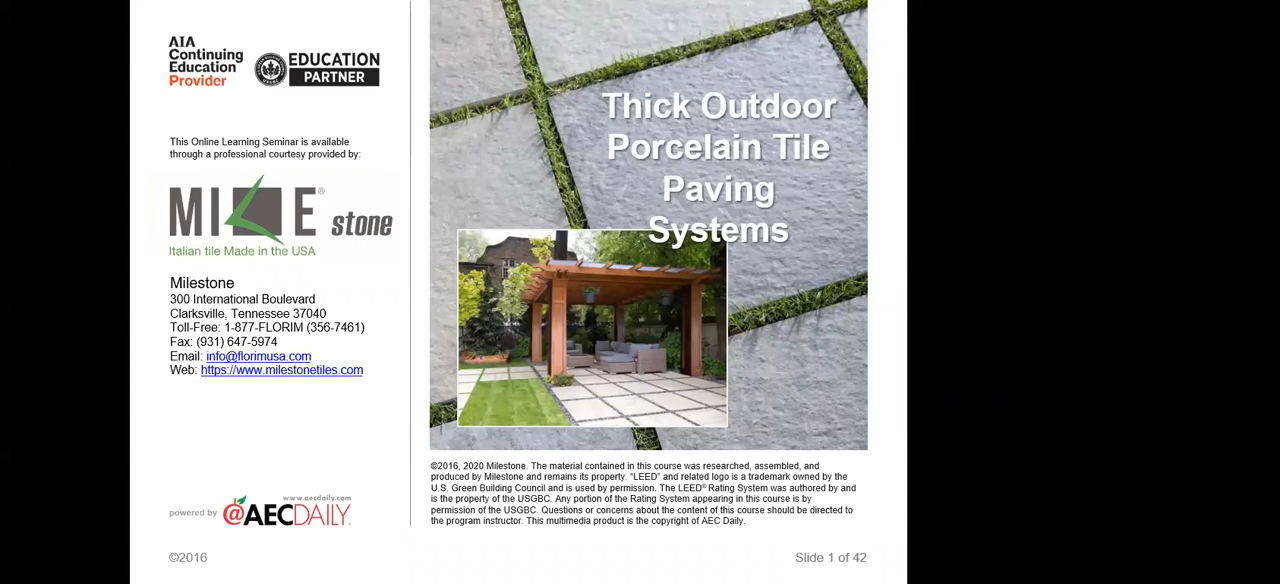 AIA
Continuing
Education
Provider
EDUCATION
PARTNER
This Online Learning Seminar is available
through a professional courtesy provided by:
MILE® stone
Italian tile Made in the USA
Milestone
300 International Boulevard
Clarksville, Tennessee 37040
Toll-Free: 1-877-FLORIM (356-7461)
Fax: (931) 647-5974
Email: info@florimusa.com
Web: https://www.milestonetiles.com
www.aecdaily.com
powered by @AECDAILY
©2016
Thick Outdoor
Porcelain Tile
Paving
Systems
©2016, 2020 Milestone. The material contained in this course was researched, assembled, and
produced by Milestone and remains its property. “LEED” and related logo is a trademark owned by the
U.S. Green Building Council and is used by permission. The LEED® Rating System was authored by and
is the property of the USGBC. Any portion of the Rating System appearing in this course is by
permission of the USGBC. Questions or concerns about the content of this course should be directed to
the program instructor. This multimedia product is the copyright of AEC Daily.
Slide 1 of 42